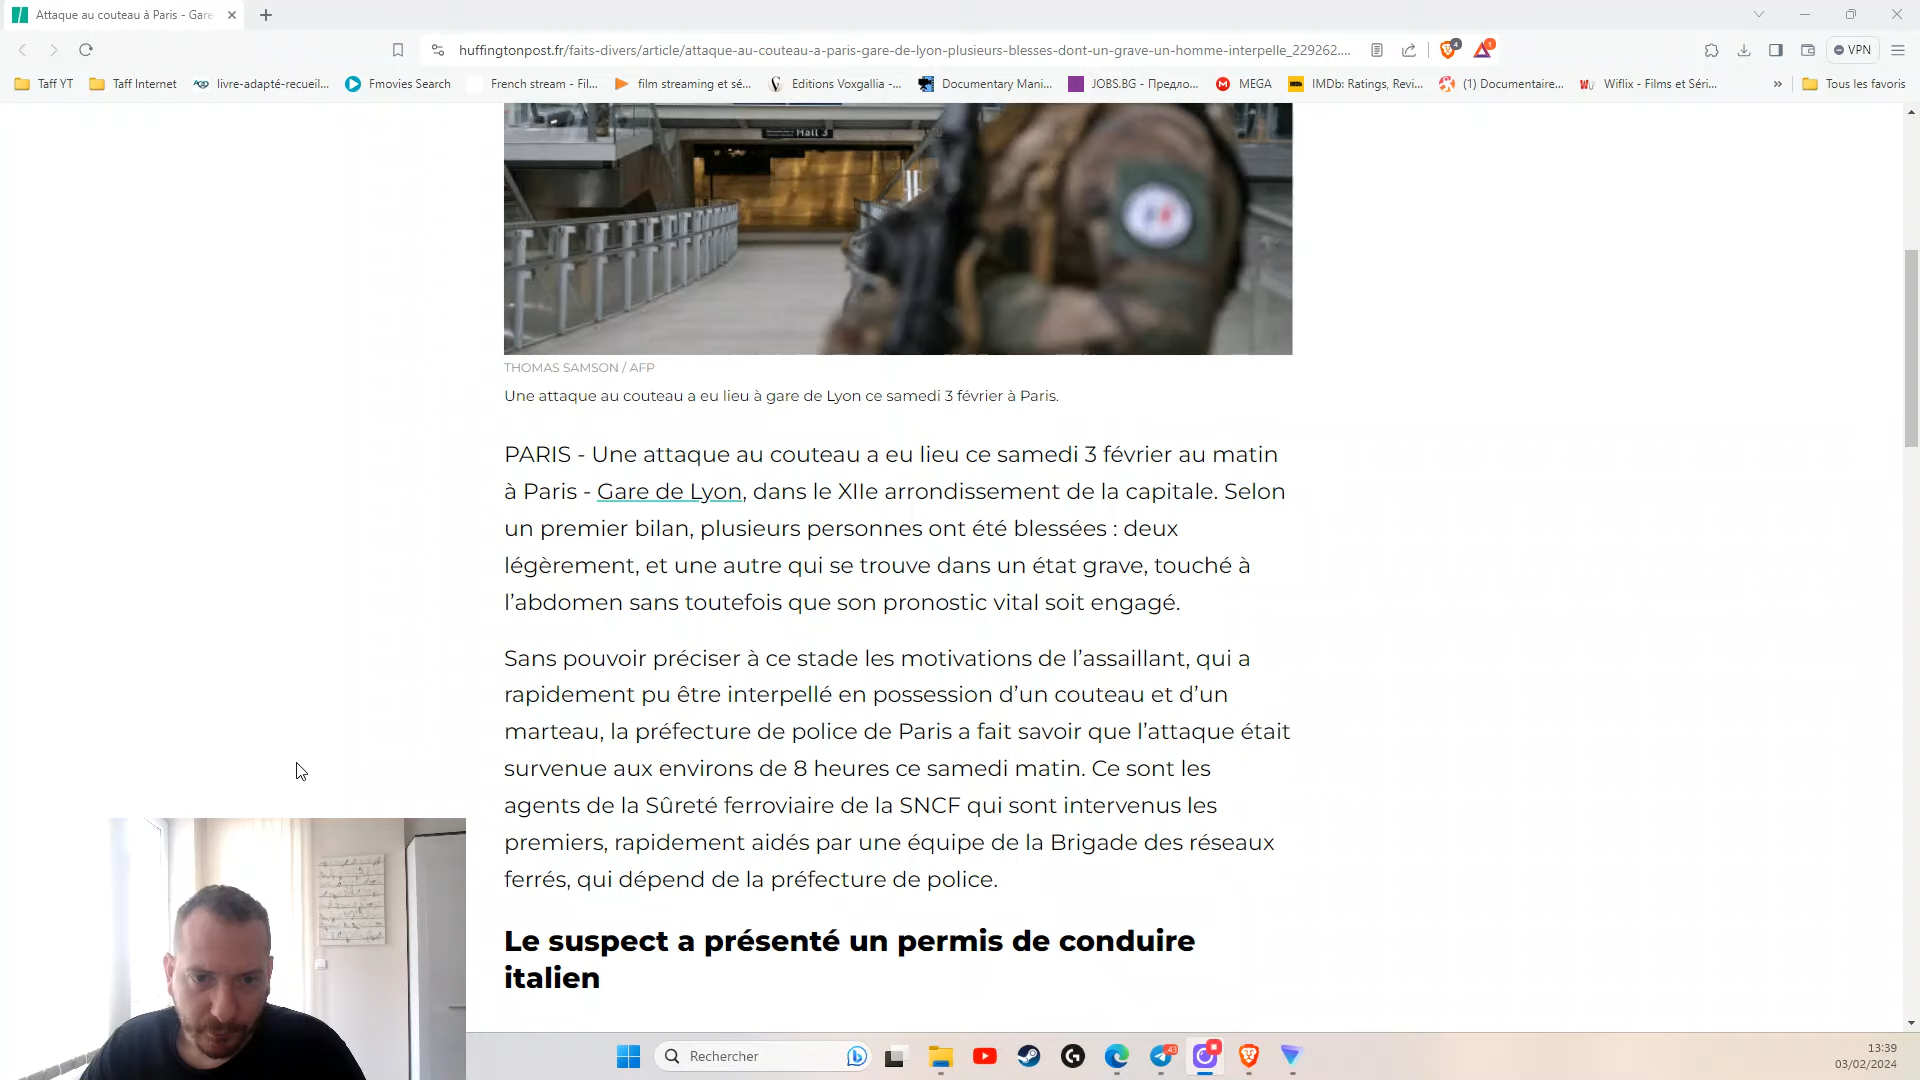 Attaque au couteau à Paris - Gare
huffingtonpost.fr/faits-divers/article/attaque-au-couteau-a-paris-gare-de-lyon-plusieurs-blesses-dont-un-grave-un-homme-interpelle_229262....
4
1
VPN
Taff YT
Taff Internet
livre-adapté-recueil...
Fmovies Search
French stream - Fil...
film streaming et sé...
Editions Voxgallia -...
Documentary Mani...
JOBS.BG - Предло...
MEGA
IMDb: Ratings, Revi...
(1) Documentaire...
Wiflix - Films et Séri...
Tous les favoris
Hall 3
THOMAS SAMSON / AFP
Une attaque au couteau a eu lieu à gare de Lyon ce samedi 3 février à Paris.
PARIS - Une attaque au couteau a eu lieu ce samedi 3 février au matin
à Paris - Gare de Lyon, dans le XIIe arrondissement de la capitale. Selon
un premier bilan, plusieurs personnes ont été blessées : deux
légèrement, et une autre qui se trouve dans un état grave, touché à
l'abdomen sans toutefois que son pronostic vital soit engagé.
Sans pouvoir préciser à ce stade les motivations de l'assaillant, qui a
rapidement pu être interpellé en possession d'un couteau et d'un
marteau, la préfecture de police de Paris a fait savoir que l'attaque était
survenue aux environs de 8 heures ce samedi matin. Ce sont les
agents de la Sûreté ferroviaire de la SNCF qui sont intervenus les
premiers, rapidement aidés par une équipe de la Brigade des réseaux
ferrés, qui dépend de la préfecture de police.
Le suspect a présenté un permis de conduire
italien
Rechercher
43
13:39
03/02/2024